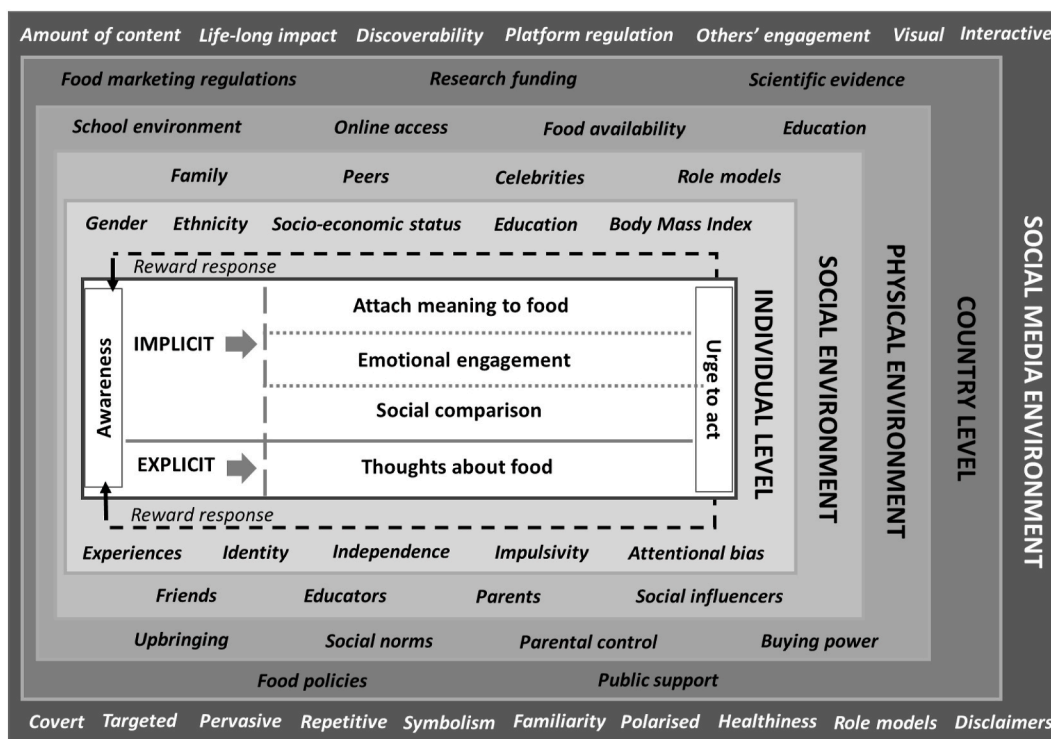 Amount of content Life-long impact Discoverability Platform regulation Others' engagement Visual Interactive
Food marketing regulations Research funding Scientific evidence
School environment Online access Food availability Education
Family Peers Celebrities Role models
Gender Ethnicity Socio-economic status Education Body Mass Index
Reward response
Awareness
IMPLICIT
Attach meaning to food
Emotional engagement
Social comparison
EXPLICIT
Thoughts about food
Urge to act
Reward response
Experiences Identity Independence Impulsivity Attentional bias
Friends Educators Parents Social influencers
Upbringing Social norms Parental control Buying power
Food policies Public support
Covert Targeted Pervasive Repetitive Symbolism Familiarity Polarised Healthiness Role models Disclaimers
INDIVIDUAL LEVEL
SOCIAL ENVIRONMENT
PHYSICAL ENVIRONMENT
COUNTRY LEVEL
SOCIAL MEDIA ENVIRONMENT